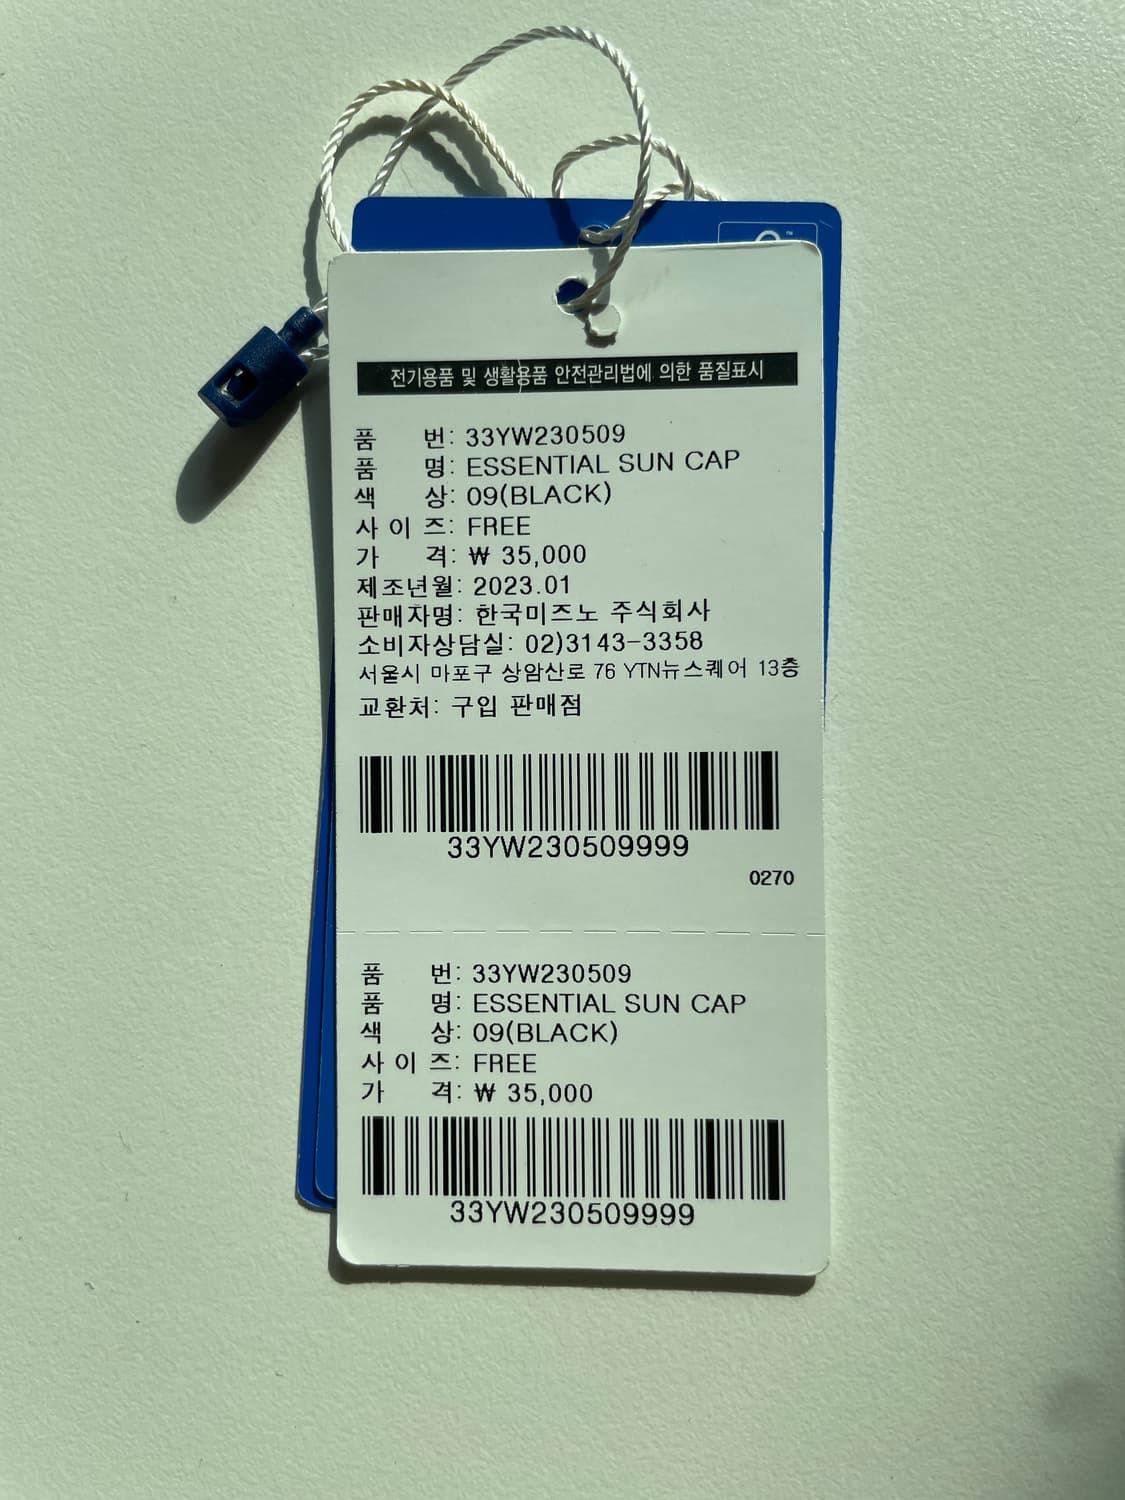 전기용품 및 생활용품 안전관리법에 의한 품질표시
품 번: 33YW230509
품 명: ESSENTIAL SUN CAP
색 상: 09(BLACK)
사 이 즈: FREE
가 격: ₩ 35,000
제조년월: 2023.01
판매자명: 한국미즈노 주식회사
소비자상담실: 02)3143-3358
서울시 마포구 상암산로 76 YTN뉴스퀘어 13층
교환처: 구입 판매점
33YW230509999
0270
품 번: 33YW230509
품 명: ESSENTIAL SUN CAP
색 상: 09(BLACK)
사 이 즈: FREE
가 격: ₩ 35,000
33YW230509999